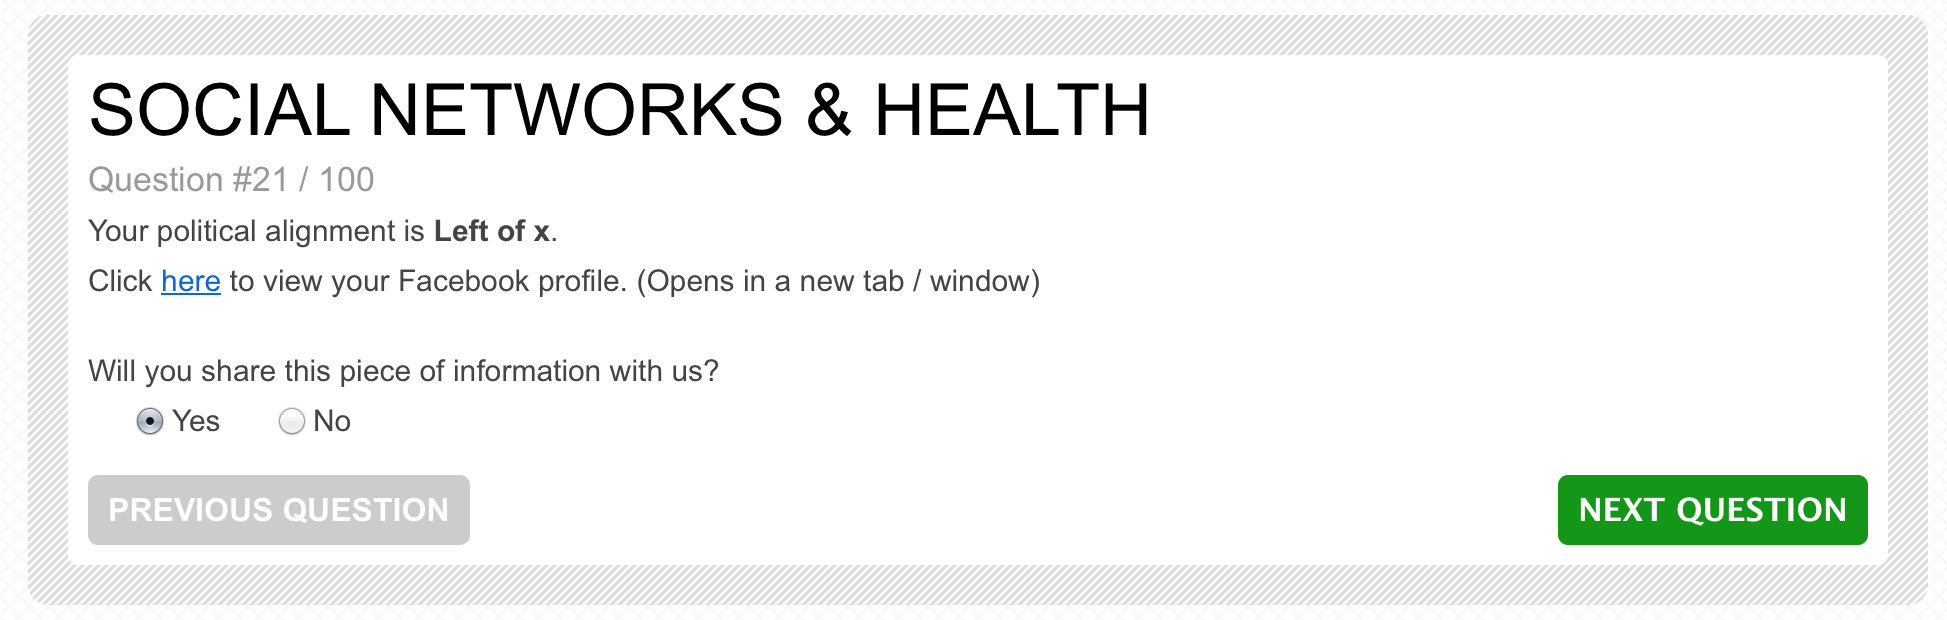 SOCIAL NETWORKS & HEALTH
Question #21 / 100
Your political alignment is Left of x.
Click here to view your Facebook profile. (Opens in a new tab / window)
Will you share this piece of information with us?
Yes No
PREVIOUS QUESTION NEXT QUESTION